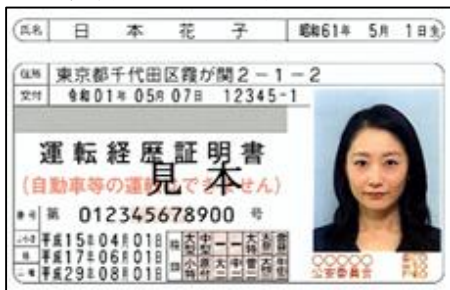 氏名 日本花子 昭和61年 5月 1日生
住所 東京都千代田区霞が関2-1-2
交付 令和01年05月07日 12345-1
運転経歴証明書
見本
(自動車等の運転はできません)
番号 第 012345678900 号
平成15年04月01日
平成17年06月01日
平成29年08月01日
公安委員会